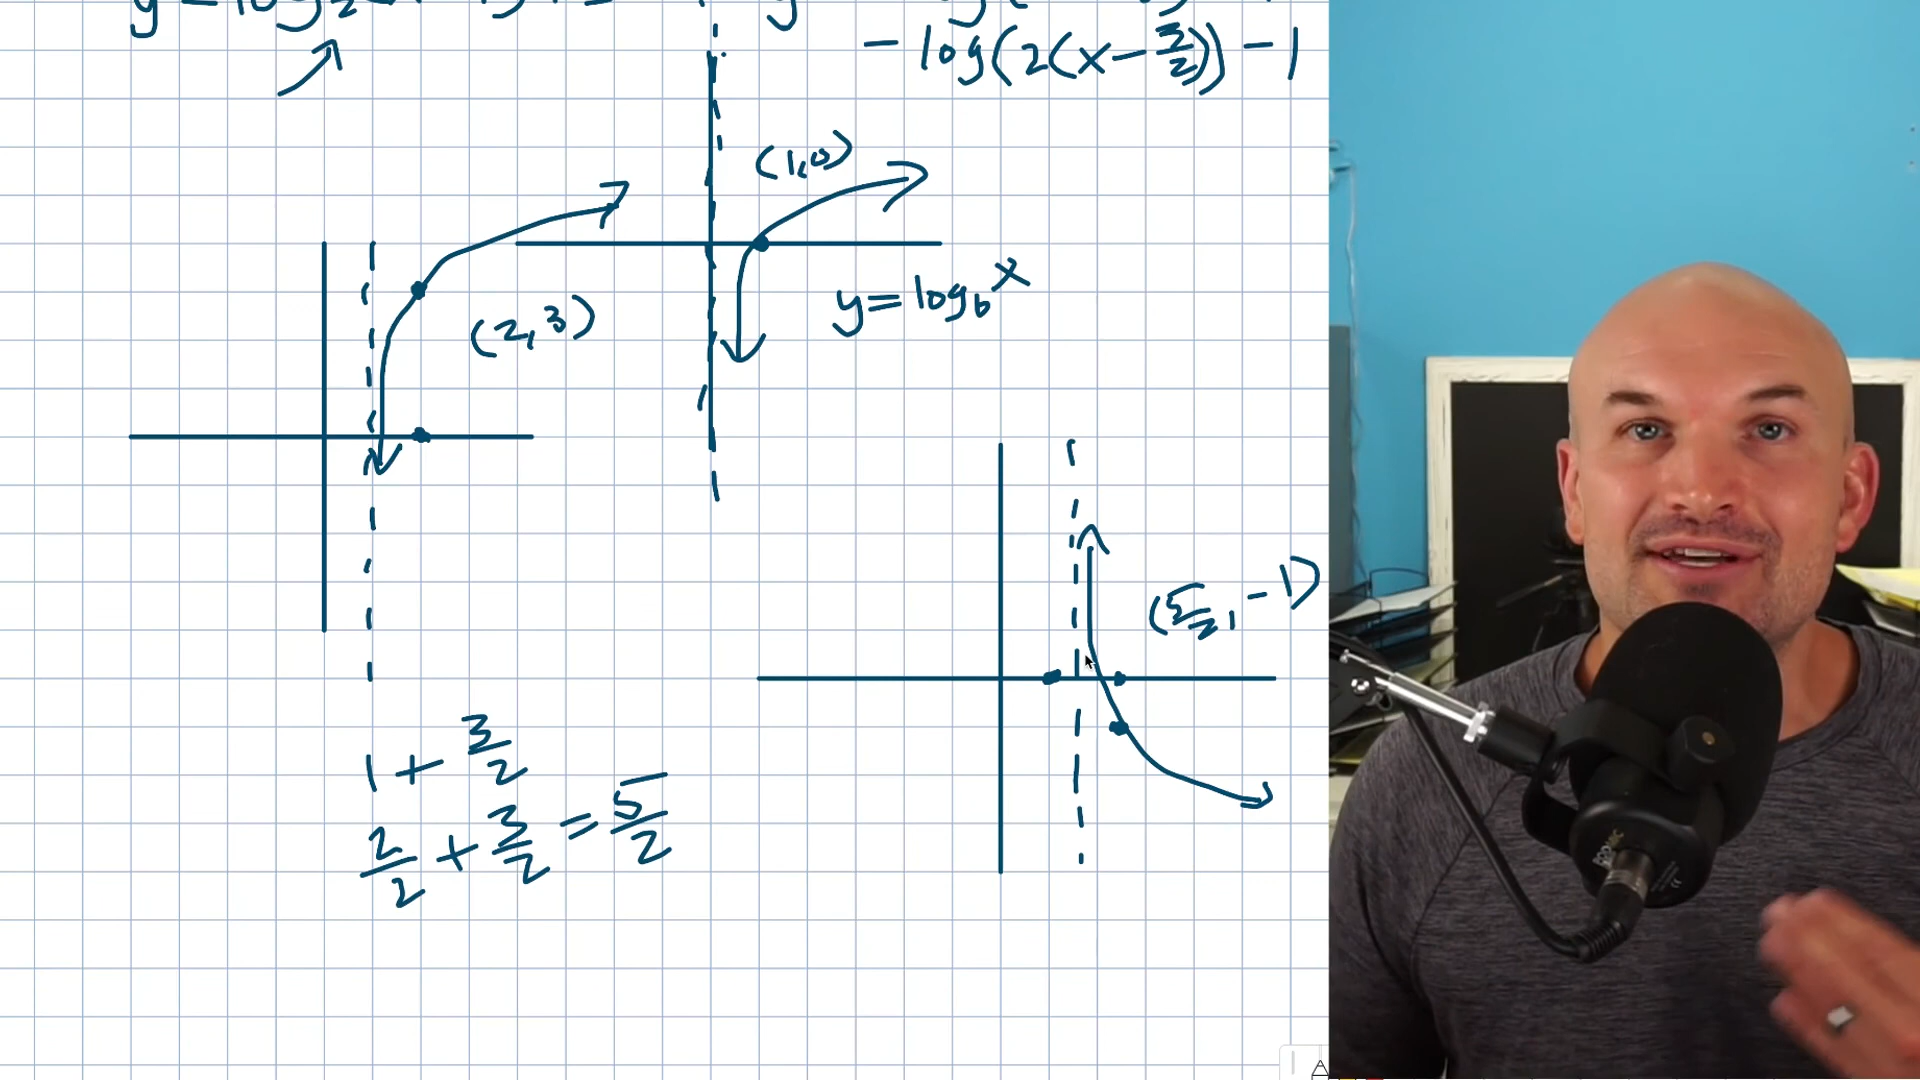 − log(2(x − 3/2)) − 1
(1,0)
y = log_b x
(2, 3)
(5/2, −1)
1 + 3/2
2/2 + 3/2 = 5/2